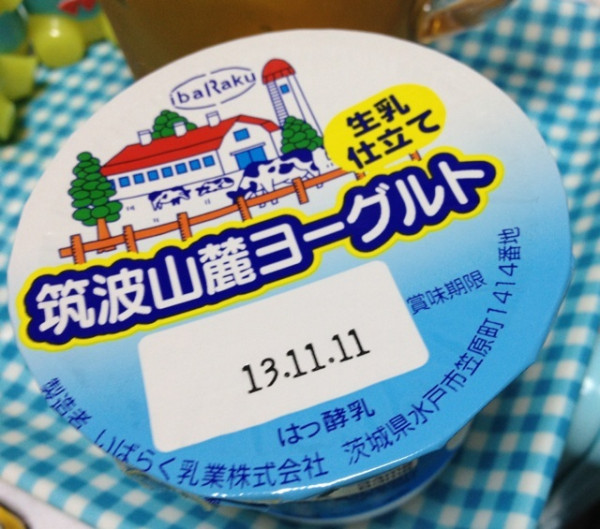 ibaRaku
生乳
仕立て
筑波山麓ヨーグルト
賞味期限
13.11.11
はっ酵乳
製造者 いばらく乳業株式会社 茨城県水戸市笠原町1414番地